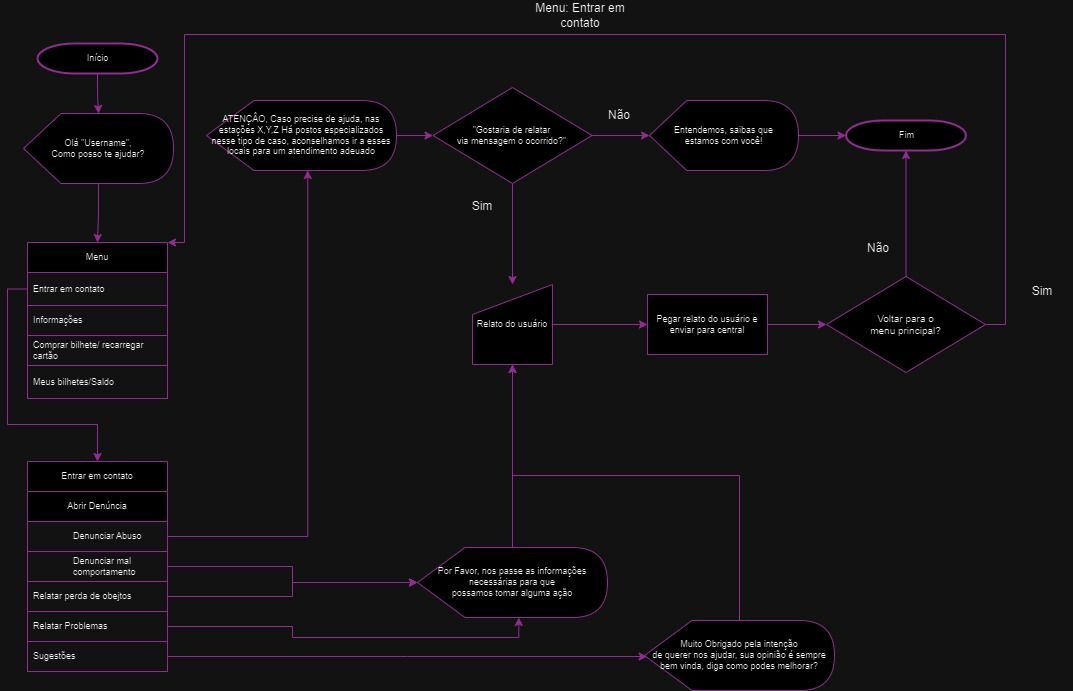 Menu: Entrar em
contato
Início
Olá "Username",
Como posso te ajudar?
ATENÇÃO, Caso precise de ajuda, nas
estações X,Y,Z Há postos especializados
nesse tipo de caso, aconselhamos ir a esses
locais para um atendimento adeuado
"Gostaria de relatar
via mensagem o ocorrido?"
Não
Entendemos, saibas que
estamos com você!
Fim
Sim
Não
Menu
Entrar em contato
Informações
Comprar bilhete/ recarregar
cartão
Meus bilhetes/Saldo
Relato do usuário
Pegar relato do usuário e
enviar para central
Voltar para o
menu principal?
Sim
Entrar em contato
Abrir Denúncia
Denunciar Abuso
Denunciar mal
comportamento
Relatar perda de obejtos
Relatar Problemas
Sugestões
Por Favor, nos passe as informações
necessárias para que
possamos tomar alguma ação
Muito Obrigado pela intenção
de querer nos ajudar, sua opinião é sempre
bem vinda, diga como podes melhorar?